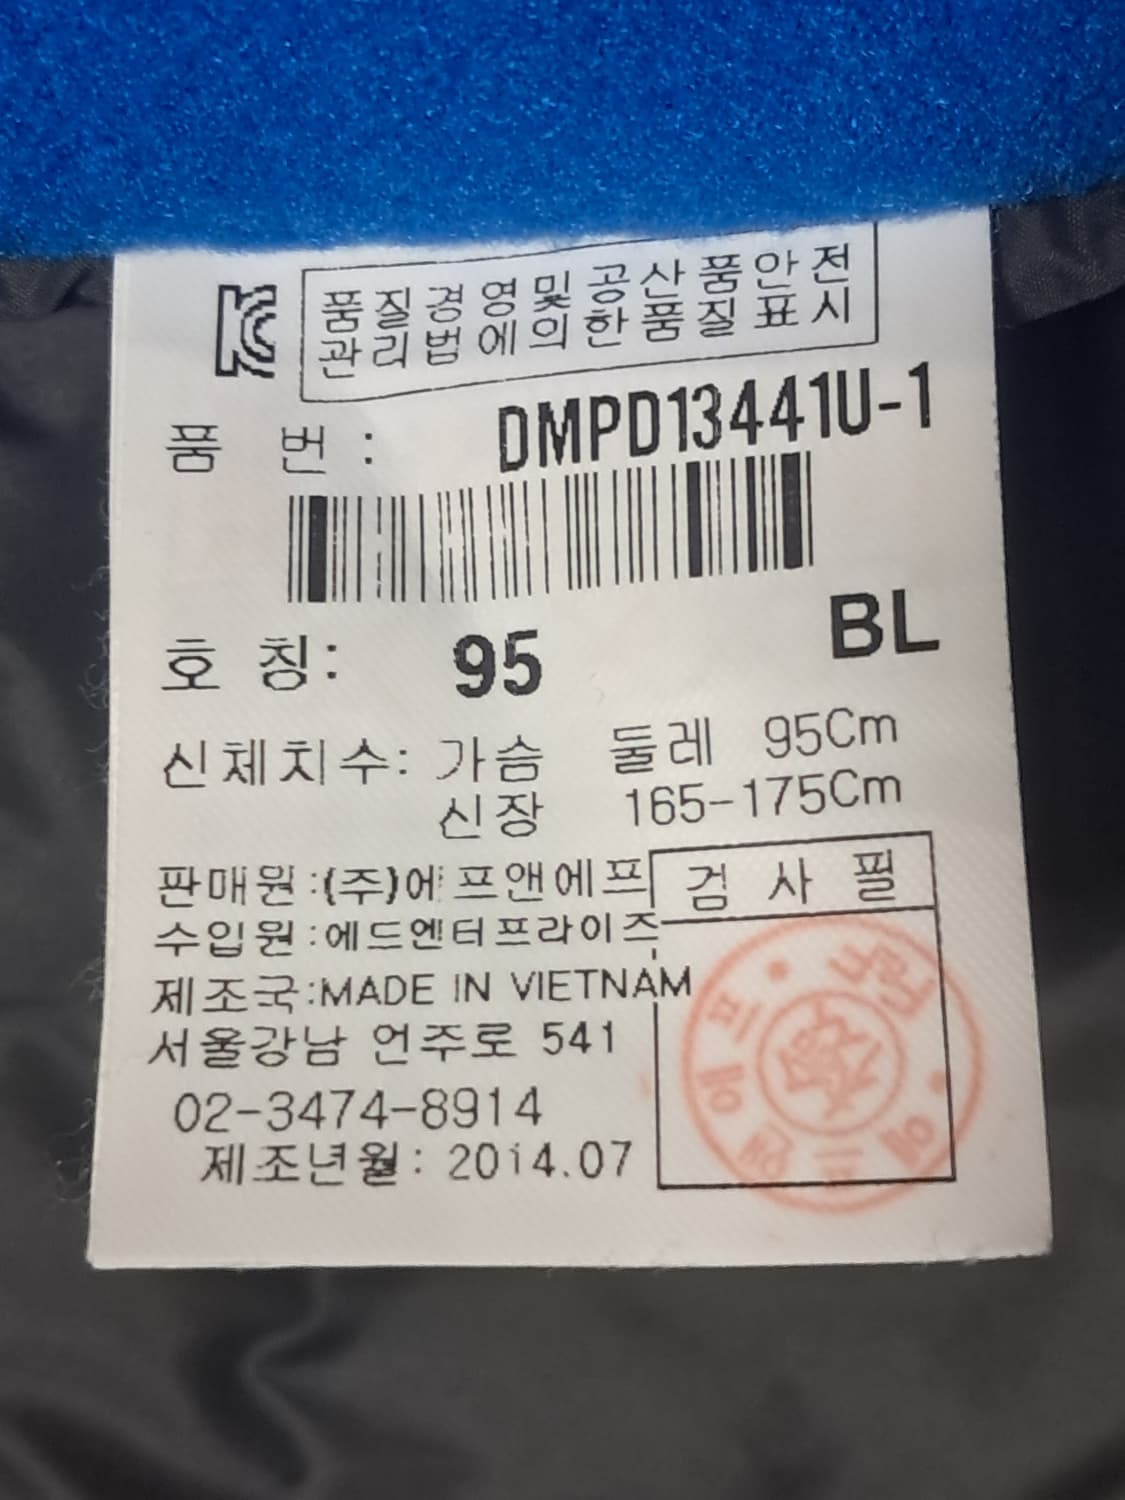 품질경영및공산품안전
관리법에의한품질표시
품 번 : DMPD13441U-1
BL
호 칭: 95
신체치수: 가슴 둘레 95Cm
신장 165-175Cm
판매원:(주)에프앤에프
검 사 필
수입원:에드엔터프라이즈
제조국:MADE IN VIETNAM
서울강남 언주로 541
02-3474-8914
제조년월: 2014.07